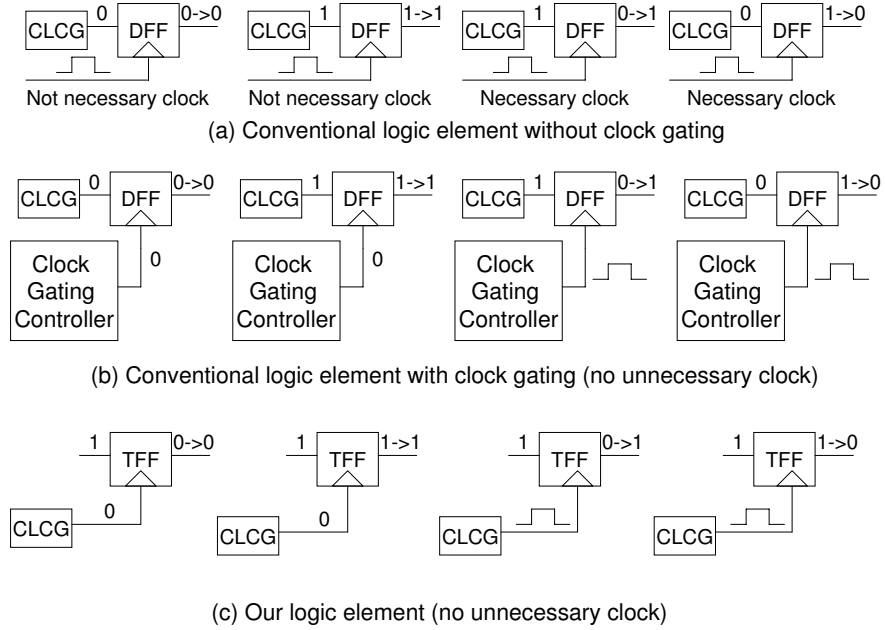 0 0->0 1 1->1 1 0->1 0 1->0
CLCG DFF CLCG DFF CLCG DFF CLCG DFF
Not necessary clock Not necessary clock Necessary clock Necessary clock
(a) Conventional logic element without clock gating
0 0->0 1 1->1 1 0->1 0 1->0
CLCG DFF CLCG DFF CLCG DFF CLCG DFF
0 0
Clock Clock Clock Clock
Gating Gating Gating Gating
Controller Controller Controller Controller
(b) Conventional logic element with clock gating (no unnecessary clock)
1 0->0 1 1->1 1 0->1 1 1->0
TFF TFF TFF TFF
0 0
CLCG CLCG CLCG CLCG
(c) Our logic element (no unnecessary clock)